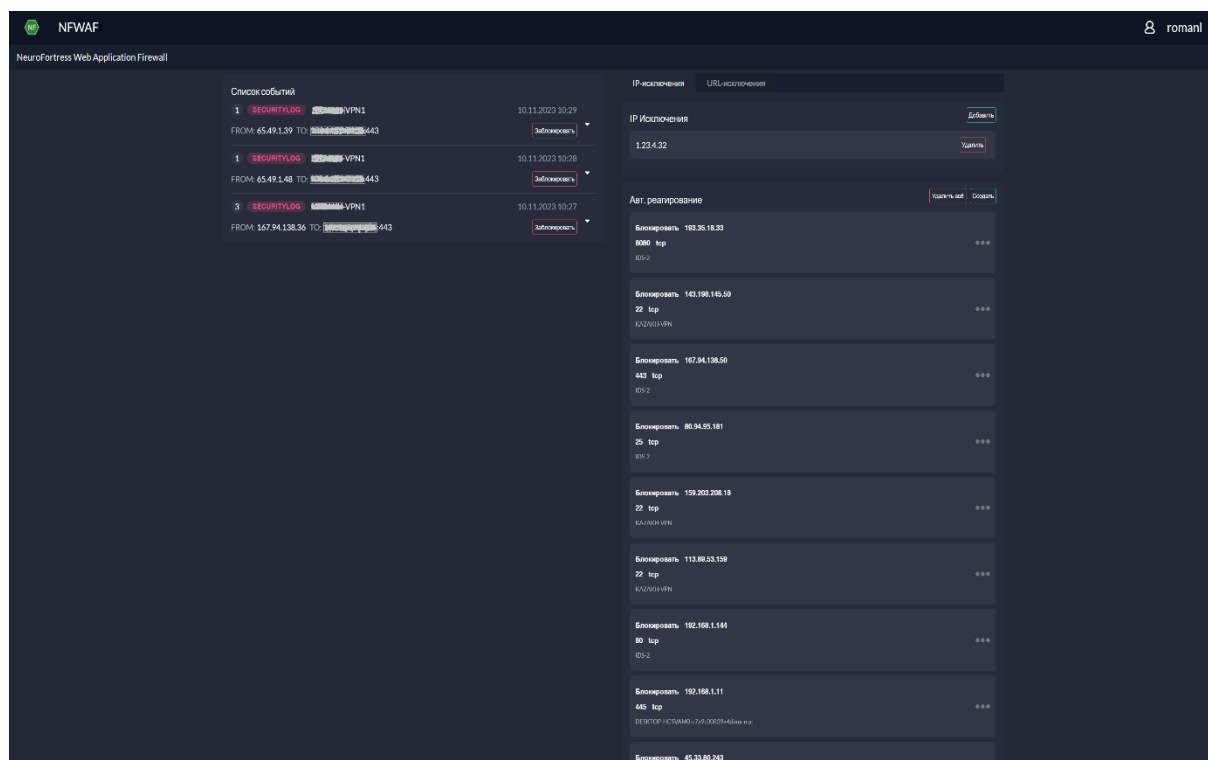 NF NFWAF romanl
NeuroFortress Web Application Firewall
Список событий
1 SECURITYLOG VPN1 10.11.2023 10:29
FROM: 65.49.1.39 TO: 443 Заблокировать
1 SECURITYLOG -VPN1 10.11.2023 10:28
FROM: 65.49.1.48 TO: 443 Заблокировать
3 SECURITYLOG -VPN1 10.11.2023 10:27
FROM: 167.94.138.36 TO: :443 Заблокировать
IP-исключения URL-исключения
IP Исключения Добавить
1.23.4.32 Удалить
Авт. реагирование Удалить всё Создать
Блокировать 193.35.18.33
8080 tcp
IDS-2
Блокировать 143.198.145.50
22 tcp
KAZAKH-VPN
Блокировать 167.94.138.50
443 tcp
IDS-2
Блокировать 80.94.95.181
25 tcp
IDS-2
Блокировать 159.203.208.18
22 tcp
KAZAKH-VPN
Блокировать 113.89.53.159
22 tcp
KAZAKH-VPN
Блокировать 192.168.1.144
80 tcp
IDS-2
Блокировать 192.168.1.11
445 tcp
Блокировать 45.33.80.243